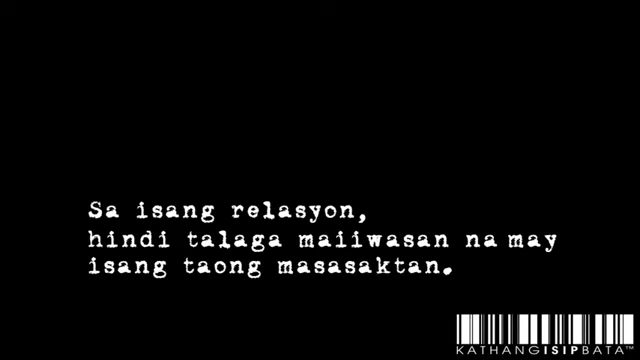 Sa isang relasyon,
hindi talaga maiiwasan na may
isang taong masasaktan.
KATHANGISIPBATA™